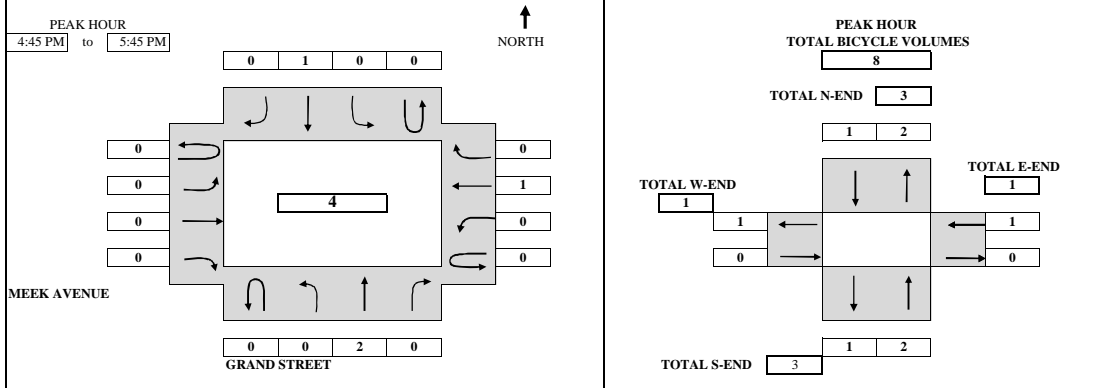 PEAK HOUR
4:45 PM to 5:45 PM
NORTH
0 1 0 0
0 0
0 1
4
0 0
0 0
MEEK AVENUE
0 0 2 0
GRAND STREET
PEAK HOUR
TOTAL BICYCLE VOLUMES
8
TOTAL N-END 3
1 2
TOTAL E-END
1
TOTAL W-END
1
1 1
0 0
1 2
TOTAL S-END 3